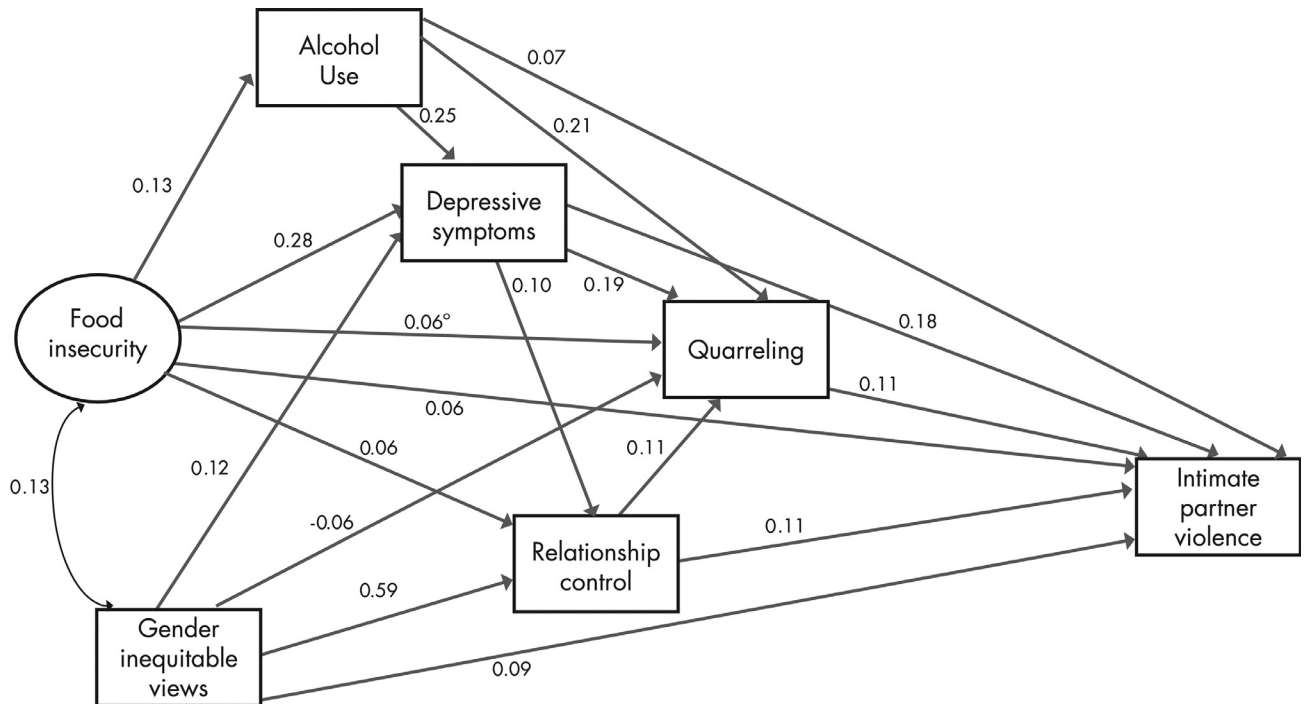 Alcohol
Use
0.07
0.25
0.21
0.13
Depressive
symptoms
0.28
0.10
0.19
Food
insecurity
0.06°
Quarreling
0.18
0.11
0.06
0.06
0.11
0.12
0.13
-0.06
Intimate
partner
violence
Relationship
control
0.11
0.59
Gender
inequitable
views
0.09